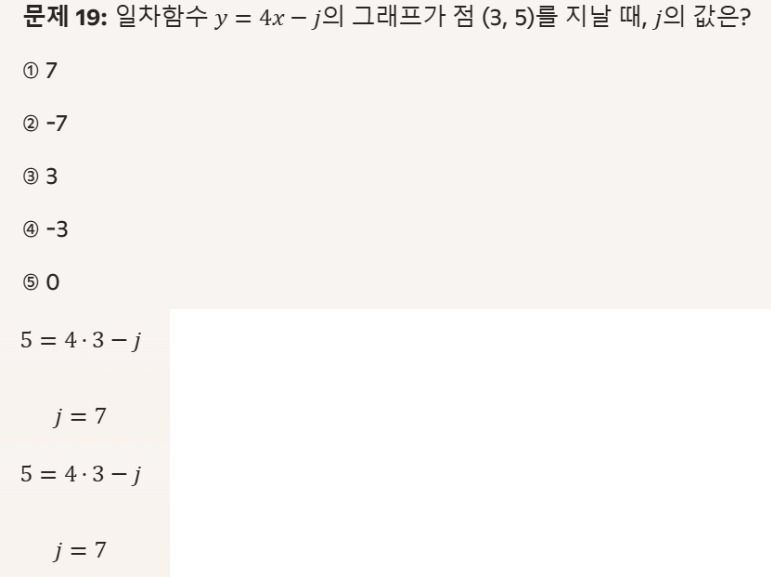 문제 19: 일차함수 y = 4x − j의 그래프가 점 (3, 5)를 지날 때, j의 값은?
① 7
② -7
③ 3
④ -3
⑤ 0
5 = 4 · 3 − j
j = 7
5 = 4 · 3 − j
j = 7